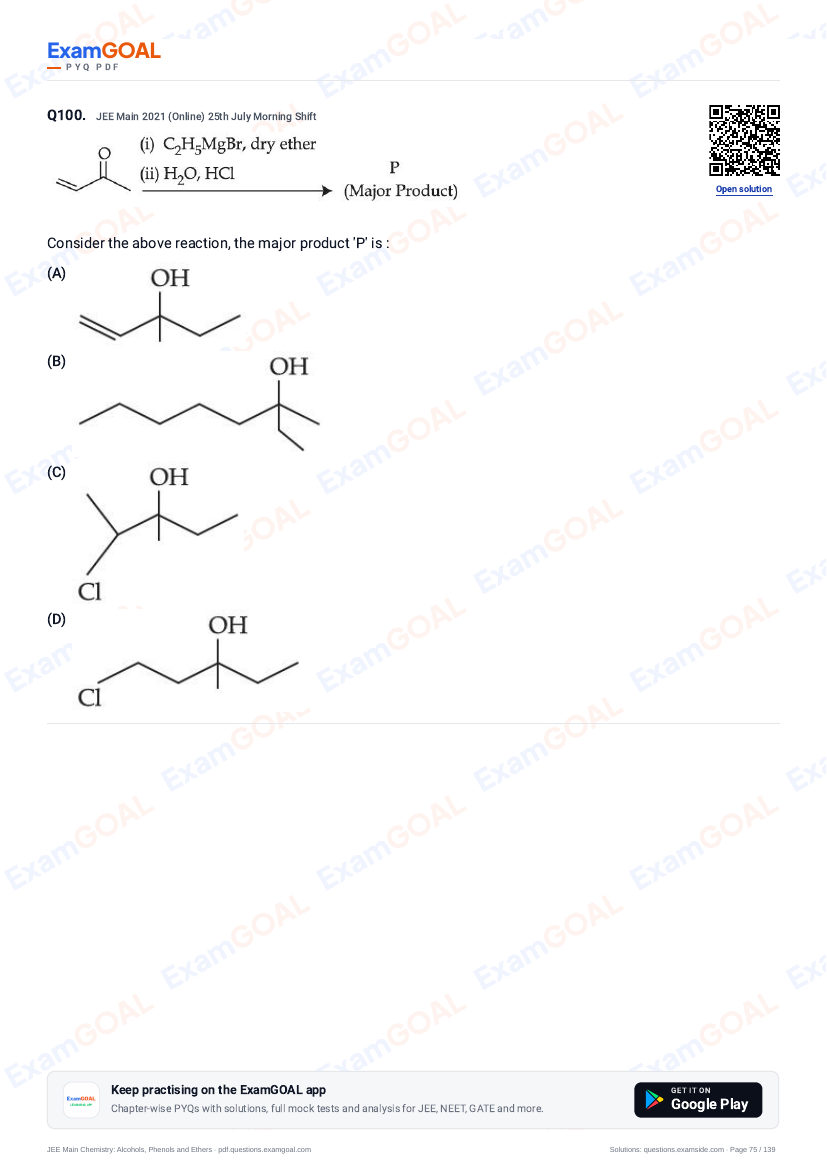 ExamGOAL
PYQ PDF
Q100. JEE Main 2021 (Online) 25th July Morning Shift
O
(i) C₂H₅MgBr, dry ether
(ii) H₂O, HCl
P
(Major Product)
Open solution
Consider the above reaction, the major product 'P' is :
(A)
OH
(B)
OH
(C)
OH
Cl
(D)
OH
Cl
ExamGOAL
Keep practising on the ExamGOAL app
Chapter-wise PYQs with solutions, full mock tests and analysis for JEE, NEET, GATE and more.
GET IT ON
Google Play
JEE Main Chemistry: Alcohols, Phenols and Ethers · pdf.questions.examgoal.com
Solutions: questions.examside.com · Page 75 / 139